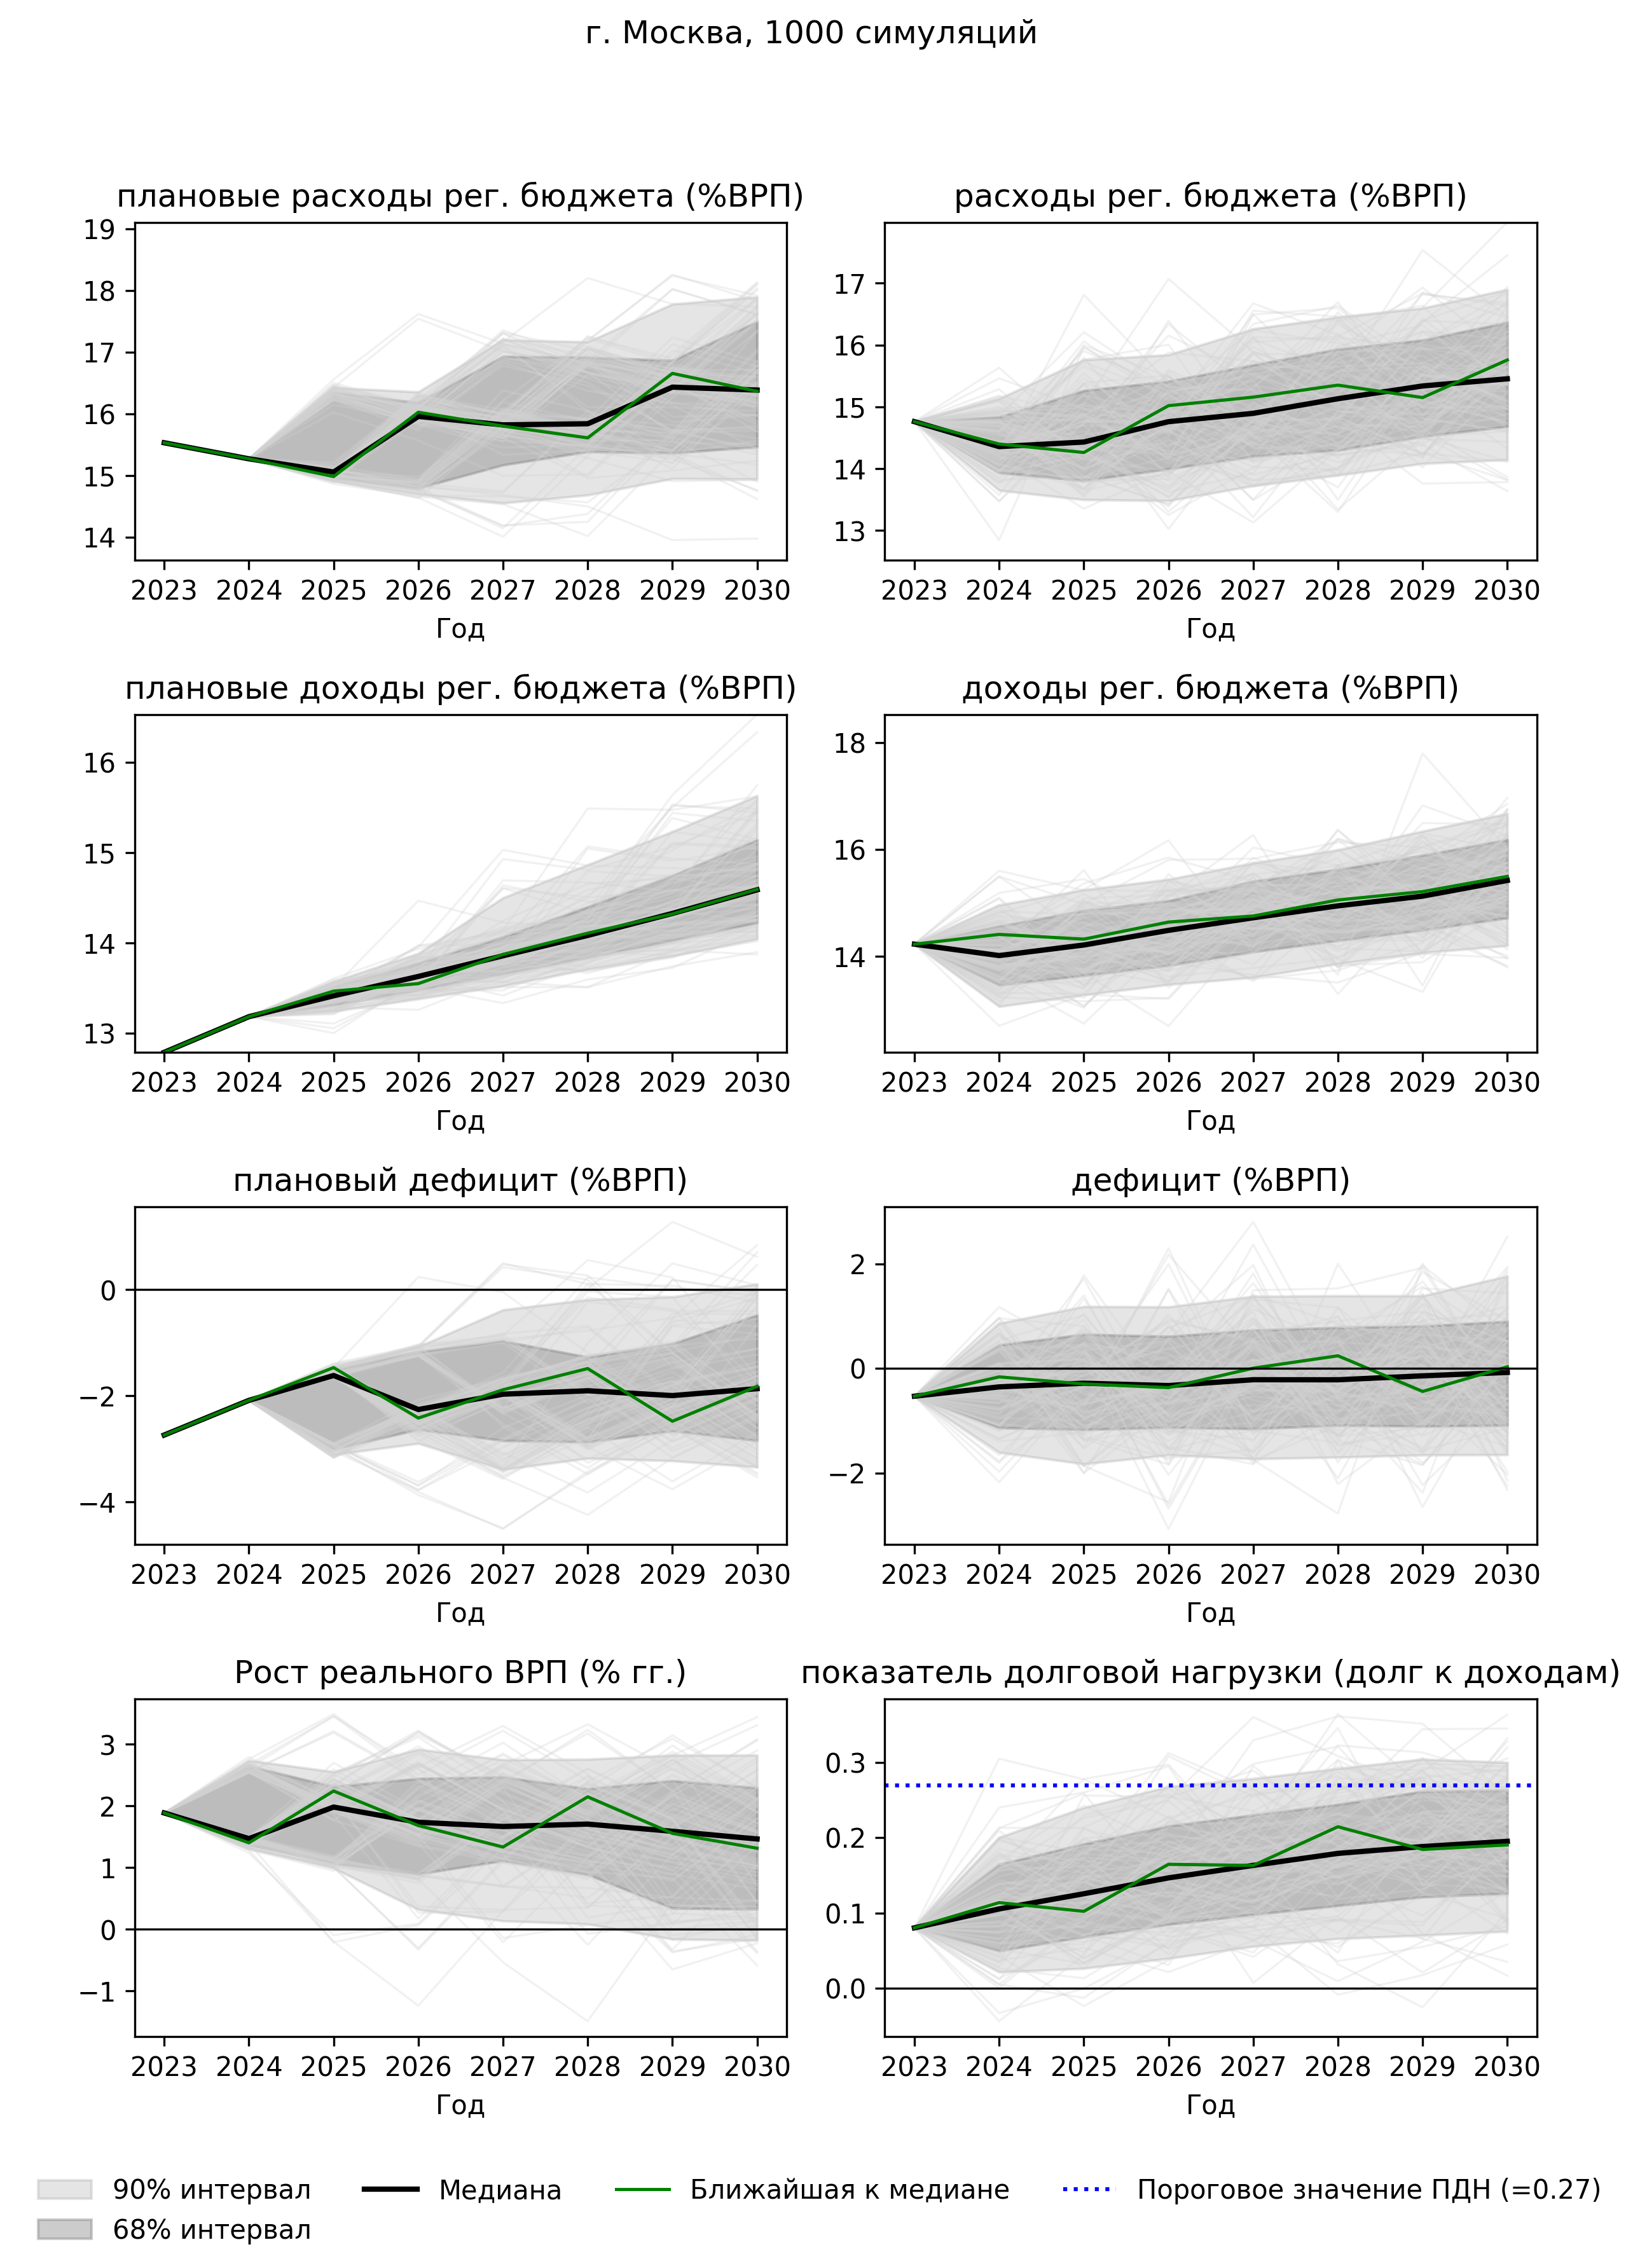 г. Москва, 1000 симуляций
плановые расходы рег. бюджета (%ВРП)
19
18
17
16
15
14
2023 2024 2025 2026 2027 2028 2029 2030
Год
расходы рег. бюджета (%ВРП)
17
16
15
14
13
2023 2024 2025 2026 2027 2028 2029 2030
Год
плановые доходы рег. бюджета (%ВРП)
16
15
14
13
2023 2024 2025 2026 2027 2028 2029 2030
Год
доходы рег. бюджета (%ВРП)
18
16
14
2023 2024 2025 2026 2027 2028 2029 2030
Год
плановый дефицит (%ВРП)
0
−2
−4
2023 2024 2025 2026 2027 2028 2029 2030
Год
дефицит (%ВРП)
2
0
−2
2023 2024 2025 2026 2027 2028 2029 2030
Год
Рост реального ВРП (% гг.)
3
2
1
0
−1
2023 2024 2025 2026 2027 2028 2029 2030
Год
показатель долговой нагрузки (долг к доходам)
0.3
0.2
0.1
0.0
2023 2024 2025 2026 2027 2028 2029 2030
Год
90% интервал
68% интервал
Медиана
Ближайшая к медиане
Пороговое значение ПДН (=0.27)